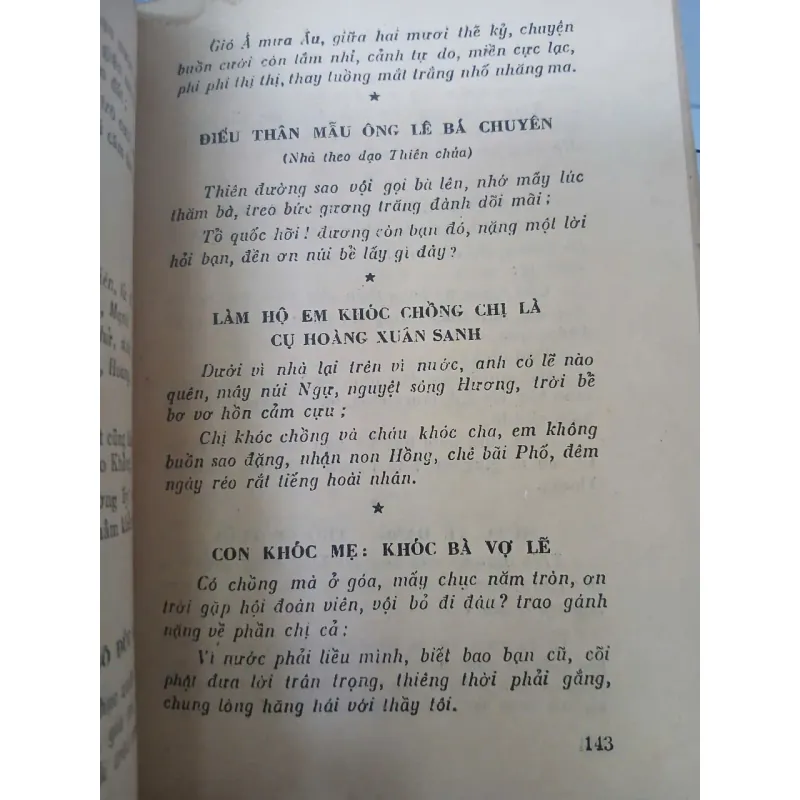 Gió Á mưa Âu, giữa hai mươi thế kỷ, chuyện
buồn cười còn lắm nhỉ, cảnh tự do, miền cực lạc,
phi phi thị thị, thay tuồng mắt trắng nhố nhăng ma.
★
ĐIẾU THÂN MẪU ÔNG LÊ BÁ CHUYÊN
(Nhà theo đạo Thiên chúa)
Thiên đường sao vội gọi bà lên, nhớ mấy lúc
thăm bà, treo bức gương trăng đành dõi mãi ;
Tổ quốc hỡi ! đương còn bạn đó, nặng một lời
hỏi bạn, đền ơn núi bề lấy gì đây ?
★
LÀM HỘ EM KHÓC CHỒNG CHỊ LÀ
CỤ HOÀNG XUÂN SANH
Dưới vì nhà lại trên vì nước, anh có lẽ nào
quên, mây núi Ngự, nguyệt sông Hương, trời bề
bơ vơ hồn cảm cựu ;
Chị khóc chồng và cháu khóc cha, em không
buồn sao đặng, nhạn non Hồng, chẻ bãi Phố, đêm
ngày réo rắt tiếng hoài nhân.
★
CON KHÓC MẸ : KHÓC BÀ VỢ LẼ
Có chồng mà ở góa, mấy chục năm tròn, ơn
trời gặp hội đoàn viên, vội bỏ đi đâu ? trao gánh
nặng về phần chị cả :
Vì nước phải liều mình, biết bao bạn cũ, cõi
phật đưa lời trân trọng, thiêng thời phải gắng,
chung lòng hăng hái với thầy tôi.
143